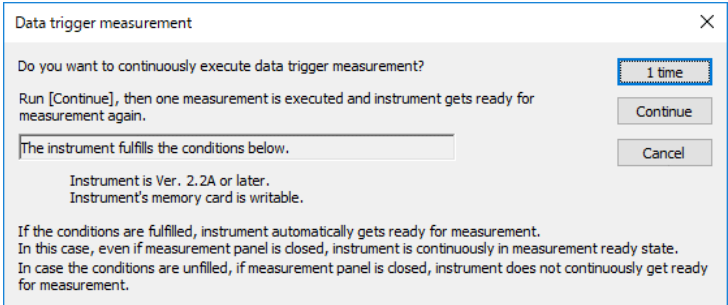 Data trigger measurement
Do you want to continuously execute data trigger measurement?
1 time
Run [Continue], then one measurement is executed and instrument gets ready for
measurement again.
Continue
The instrument fulfills the conditions below.
Cancel
Instrument is Ver. 2.2A or later.
Instrument's memory card is writable.
If the conditions are fulfilled, instrument automatically gets ready for measurement.
In this case, even if measurement panel is closed, instrument is continuously in measurement ready state.
In case the conditions are unfilled, if measurement panel is closed, instrument does not continuously get ready
for measurement.